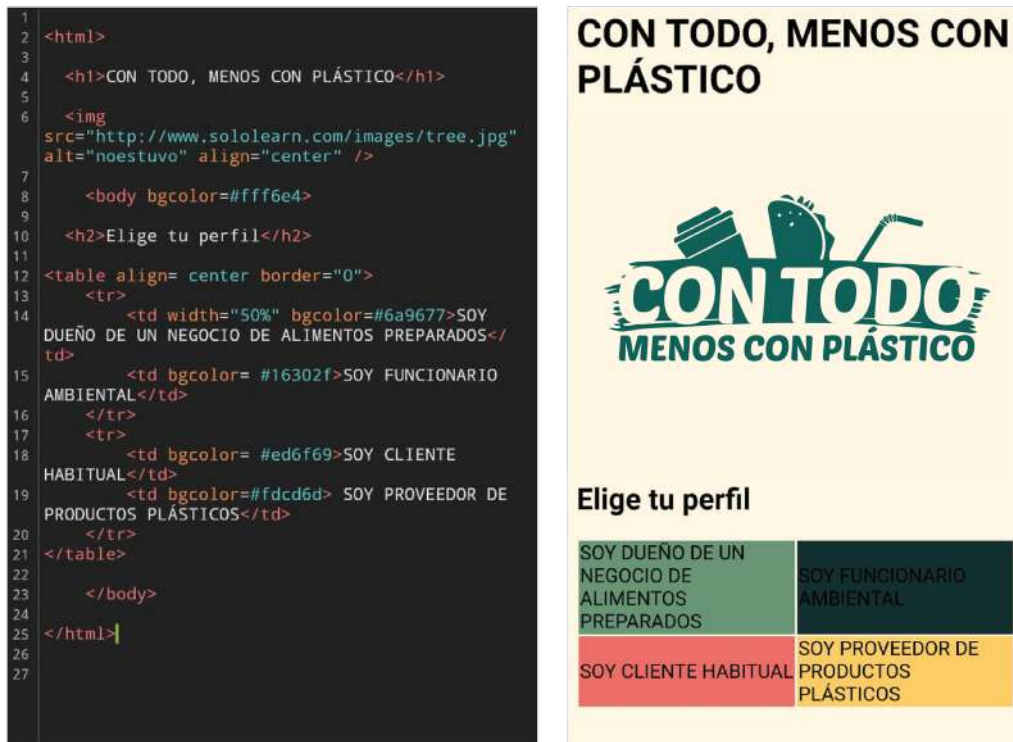 1
2 <html>
3
4 <h1>CON TODO, MENOS CON PLÁSTICO</h1>
5
6 <img
src="http://www.sololearn.com/images/tree.jpg"
alt="noestuvo" align="center" />
7
8 <body bgcolor=#fff6e4>
9
10 <h2>Elige tu perfil</h2>
11
12 <table align= center border="0">
13 <tr>
14 <td width="50%" bgcolor=#6a9677>SOY
DUEÑO DE UN NEGOCIO DE ALIMENTOS PREPARADOS</
td>
15 <td bgcolor= #16302f>SOY FUNCIONARIO
AMBIENTAL</td>
16 </tr>
17 <tr>
18 <td bgcolor= #ed6f69>SOY CLIENTE
HABITUAL</td>
19 <td bgcolor=#fdcd6d> SOY PROVEEDOR DE
PRODUCTOS PLÁSTICOS</td>
20 </tr>
21 </table>
22
23 </body>
24
25 </html>
26
27
CON TODO, MENOS CON
PLÁSTICO
CON TODO
MENOS CON PLÁSTICO
Elige tu perfil
SOY DUEÑO DE UN
NEGOCIO DE
ALIMENTOS
PREPARADOS
SOY FUNCIONARIO
AMBIENTAL
SOY CLIENTE HABITUAL
SOY PROVEEDOR DE
PRODUCTOS
PLÁSTICOS